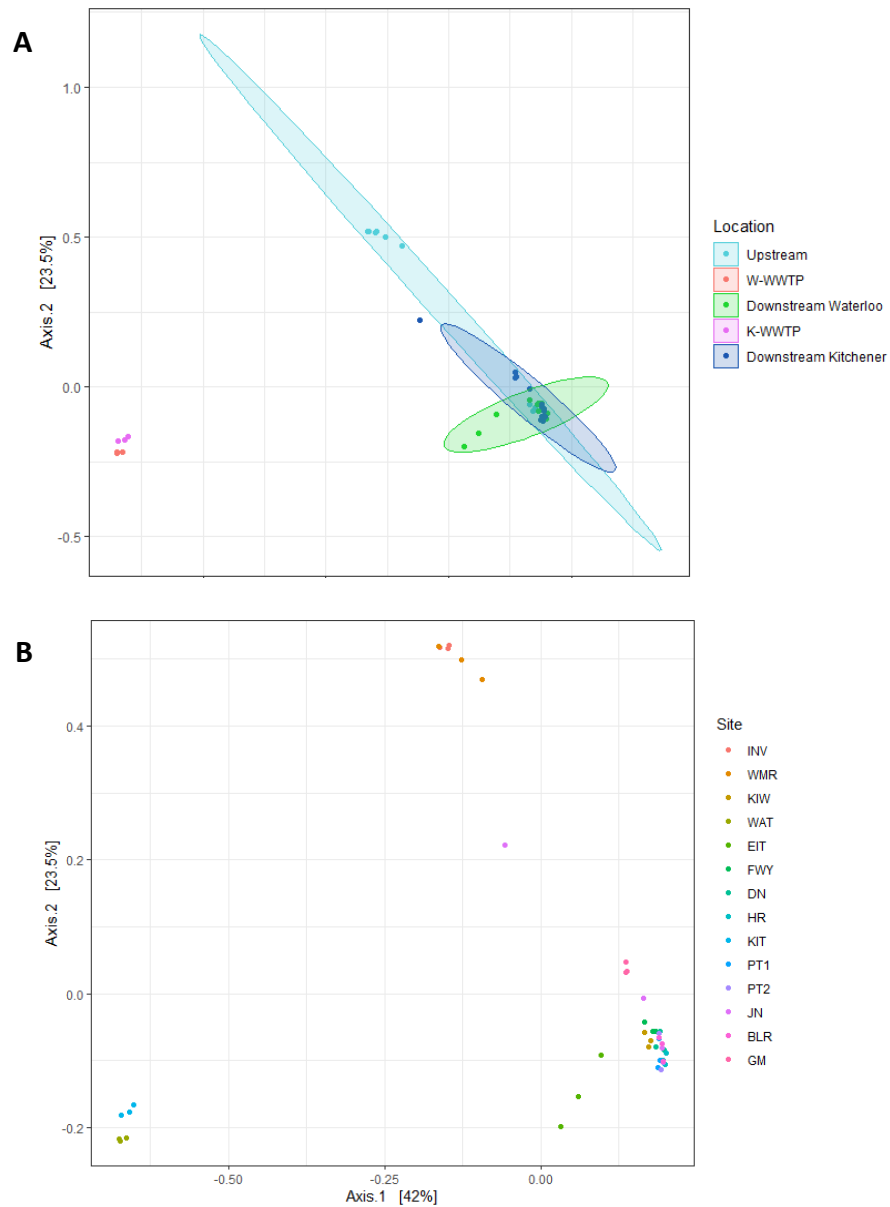 A
1.0
0.5
0.0
-0.5
Axis.2 [23.5%]
Location
Upstream
W-WWTP
Downstream Waterloo
K-WWTP
Downstream Kitchener
B
0.4
0.2
0.0
-0.2
Axis.2 [23.5%]
-0.50
-0.25
0.00
Axis.1 [42%]
Site
INV
WMR
KIW
WAT
EIT
FWY
DN
HR
KIT
PT1
PT2
JN
BLR
GM